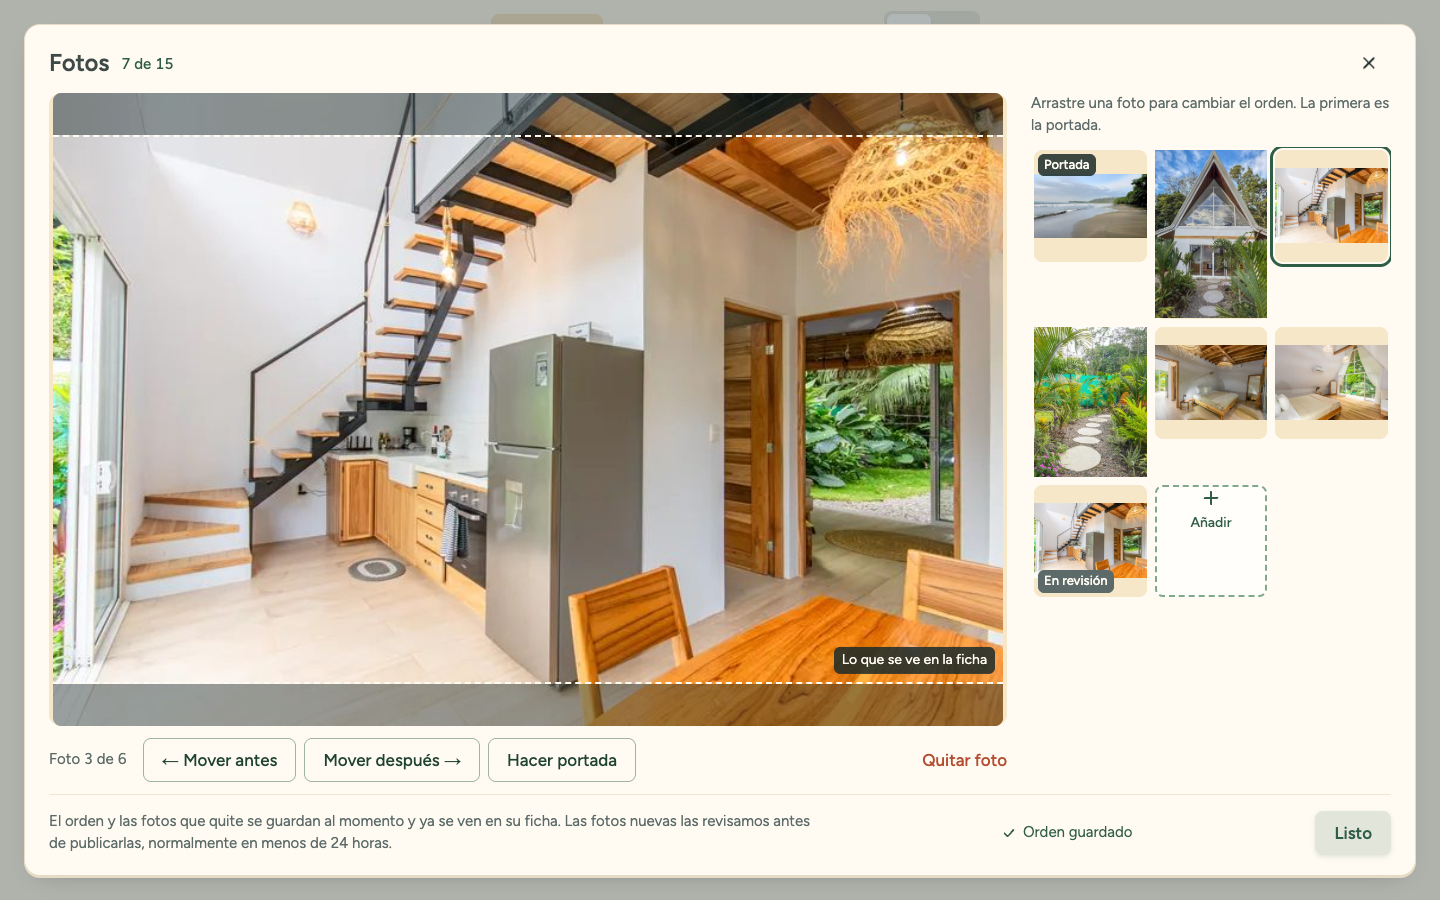 Fotos 7 de 15
Arrastre una foto para cambiar el orden. La primera es
la portada.
Portada
Lo que se ve en la ficha
En revisión
Añadir
Foto 3 de 6
← Mover antes
Mover después →
Hacer portada
Quitar foto
El orden y las fotos que quite se guardan al momento y ya se ven en su ficha. Las fotos nuevas las revisamos antes
de publicarlas, normalmente en menos de 24 horas.
Orden guardado
Listo